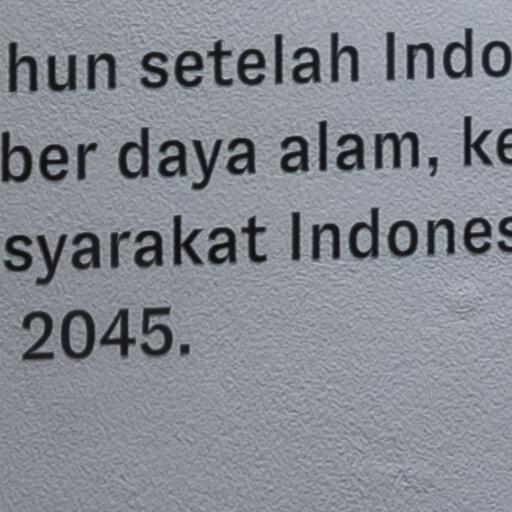 hun setelah Indo
ber daya alam, ke
syarakat Indones
2045.